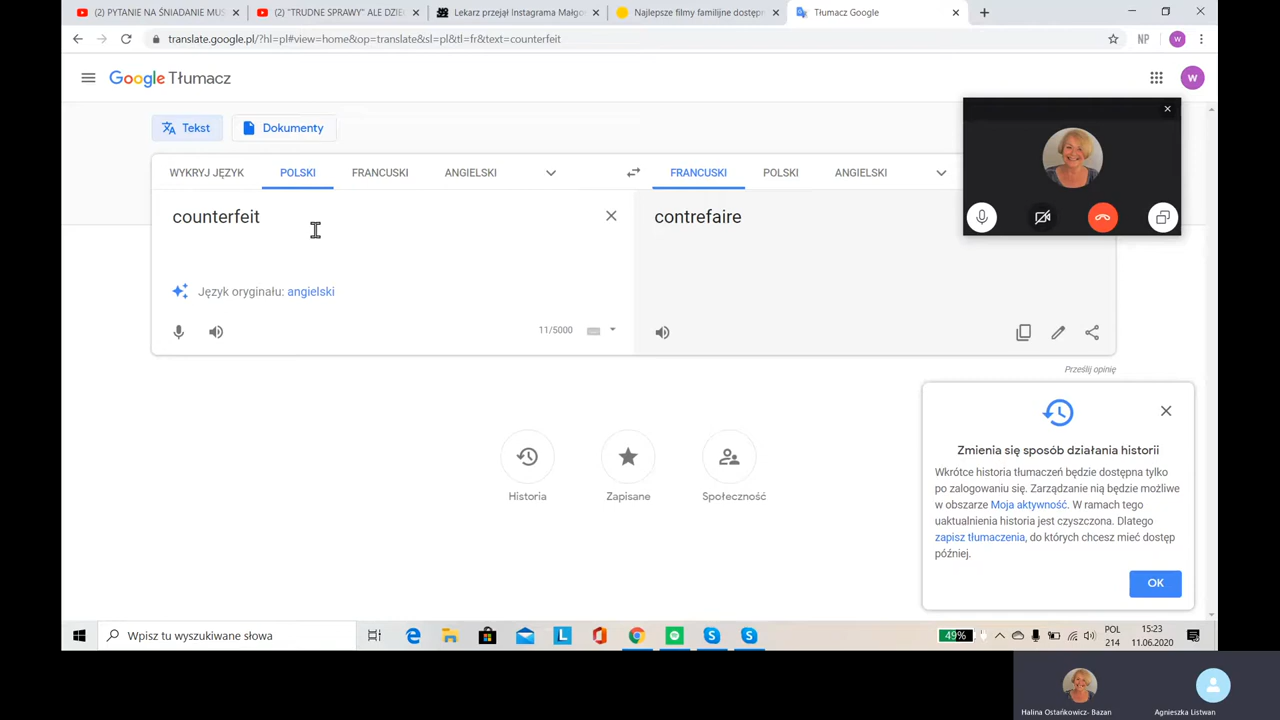 (2) PYTANIE NA ŚNIADANIE MUS
(2) "TRUDNE SPRAWY" ALE DZIE
Lekarz przejął Instagrama Małgo
Najlepsze filmy familijne dostępn
Tłumacz Google
translate.google.pl/?hl=pl#view=home&op=translate&sl=pl&tl=fr&text=counterfeit
NP
w
Google Tłumacz
w
Tekst
Dokumenty
WYKRYJ JĘZYK
POLSKI
FRANCUSKI
ANGIELSKI
FRANCUSKI
POLSKI
ANGIELSKI
counterfeit
contrefaire
Język oryginału: angielski
11/5000
Prześlij opinię
Historia
Zapisane
Społeczność
Zmienia się sposób działania historii
Wkrótce historia tłumaczeń będzie dostępna tylko
po zalogowaniu się. Zarządzanie nią będzie możliwe
w obszarze Moja aktywność. W ramach tego
uaktualnienia historia jest czyszczona. Dlatego
zapisz tłumaczenia, do których chcesz mieć dostęp
później.
OK
Wpisz tu wyszukiwane słowa
49%
POL
214
15:23
11.06.2020
Halina Ostańkowicz- Bazan
Agnieszka Listwan